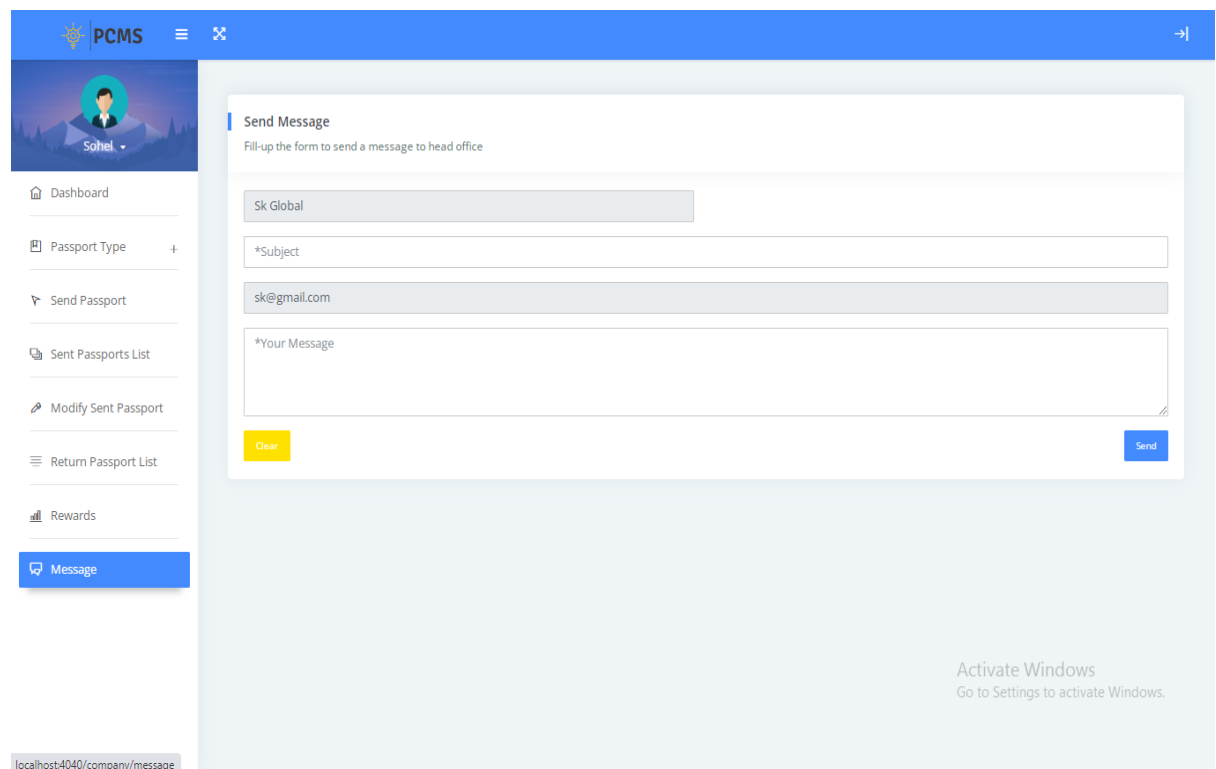 PCMS
Sohel
Dashboard
Passport Type +
Send Passport
Sent Passports List
Modify Sent Passport
Return Passport List
Rewards
Message
Send Message
Fill-up the form to send a message to head office
Sk Global
*Subject
sk@gmail.com
*Your Message
Clear
Send
Activate Windows
Go to Settings to activate Windows.
localhost:4040/company/message